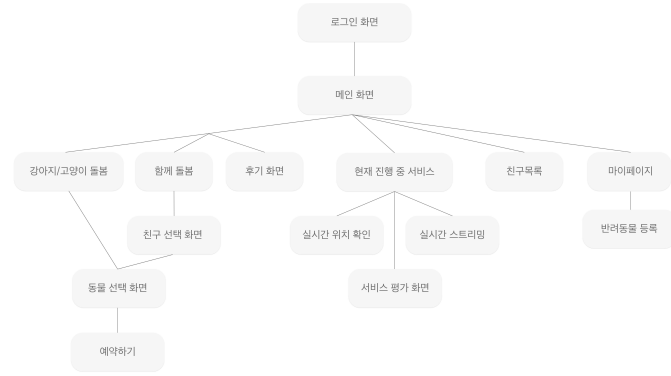 로그인 화면
메인 화면
강아지/고양이 돌봄
함께 돌봄
후기 화면
현재 진행 중 서비스
친구목록
마이페이지
친구 선택 화면
실시간 위치 확인
실시간 스트리밍
반려동물 등록
동물 선택 화면
서비스 평가 화면
예약하기